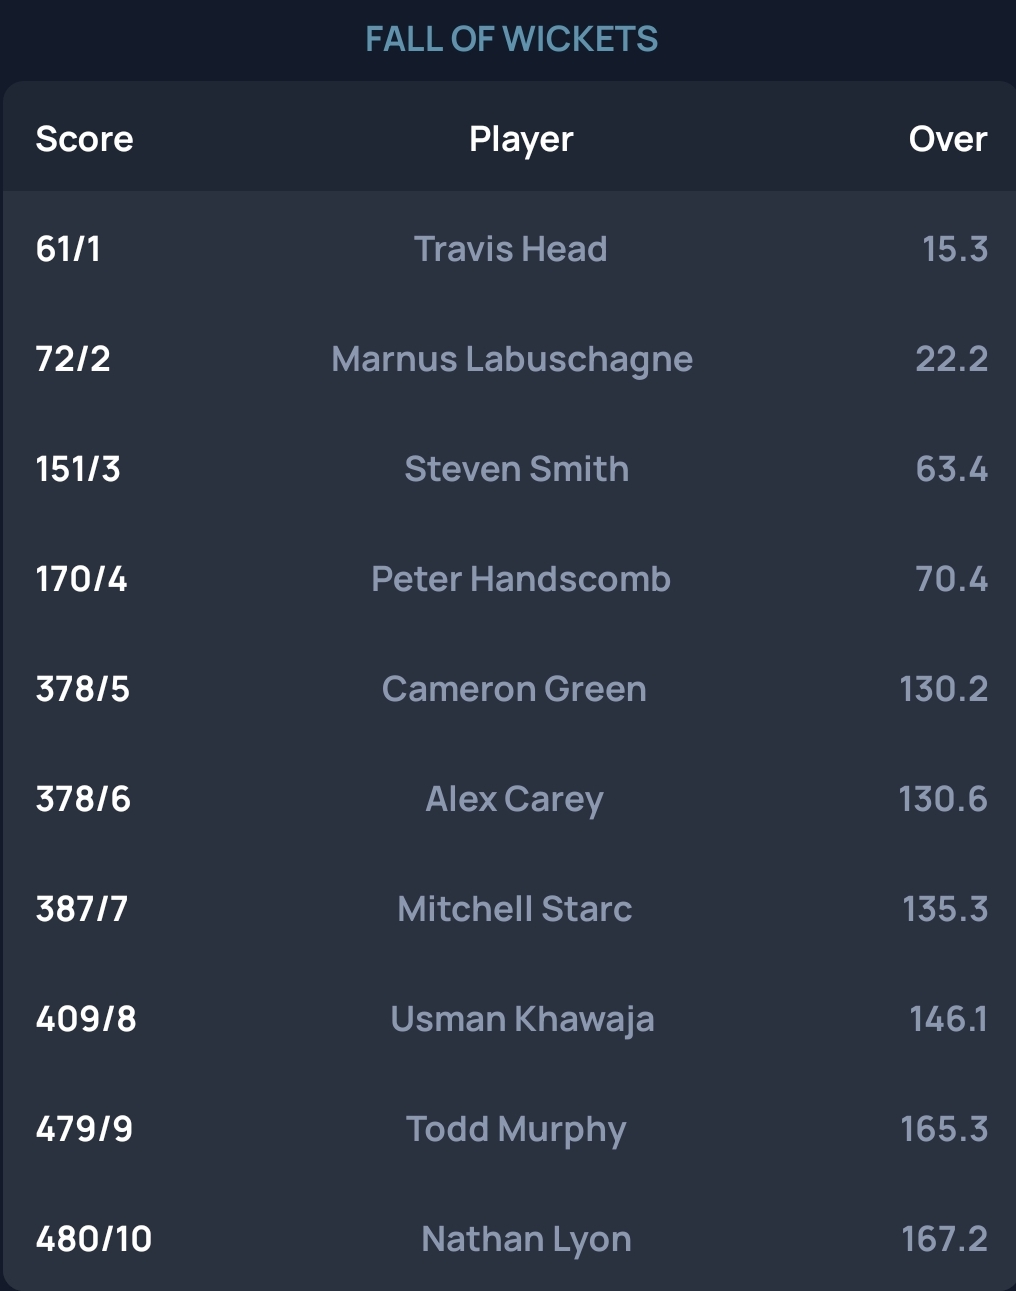 FALL OF WICKETS
Score Player Over
61/1 Travis Head 15.3
72/2 Marnus Labuschagne 22.2
151/3 Steven Smith 63.4
170/4 Peter Handscomb 70.4
378/5 Cameron Green 130.2
378/6 Alex Carey 130.6
387/7 Mitchell Starc 135.3
409/8 Usman Khawaja 146.1
479/9 Todd Murphy 165.3
480/10 Nathan Lyon 167.2